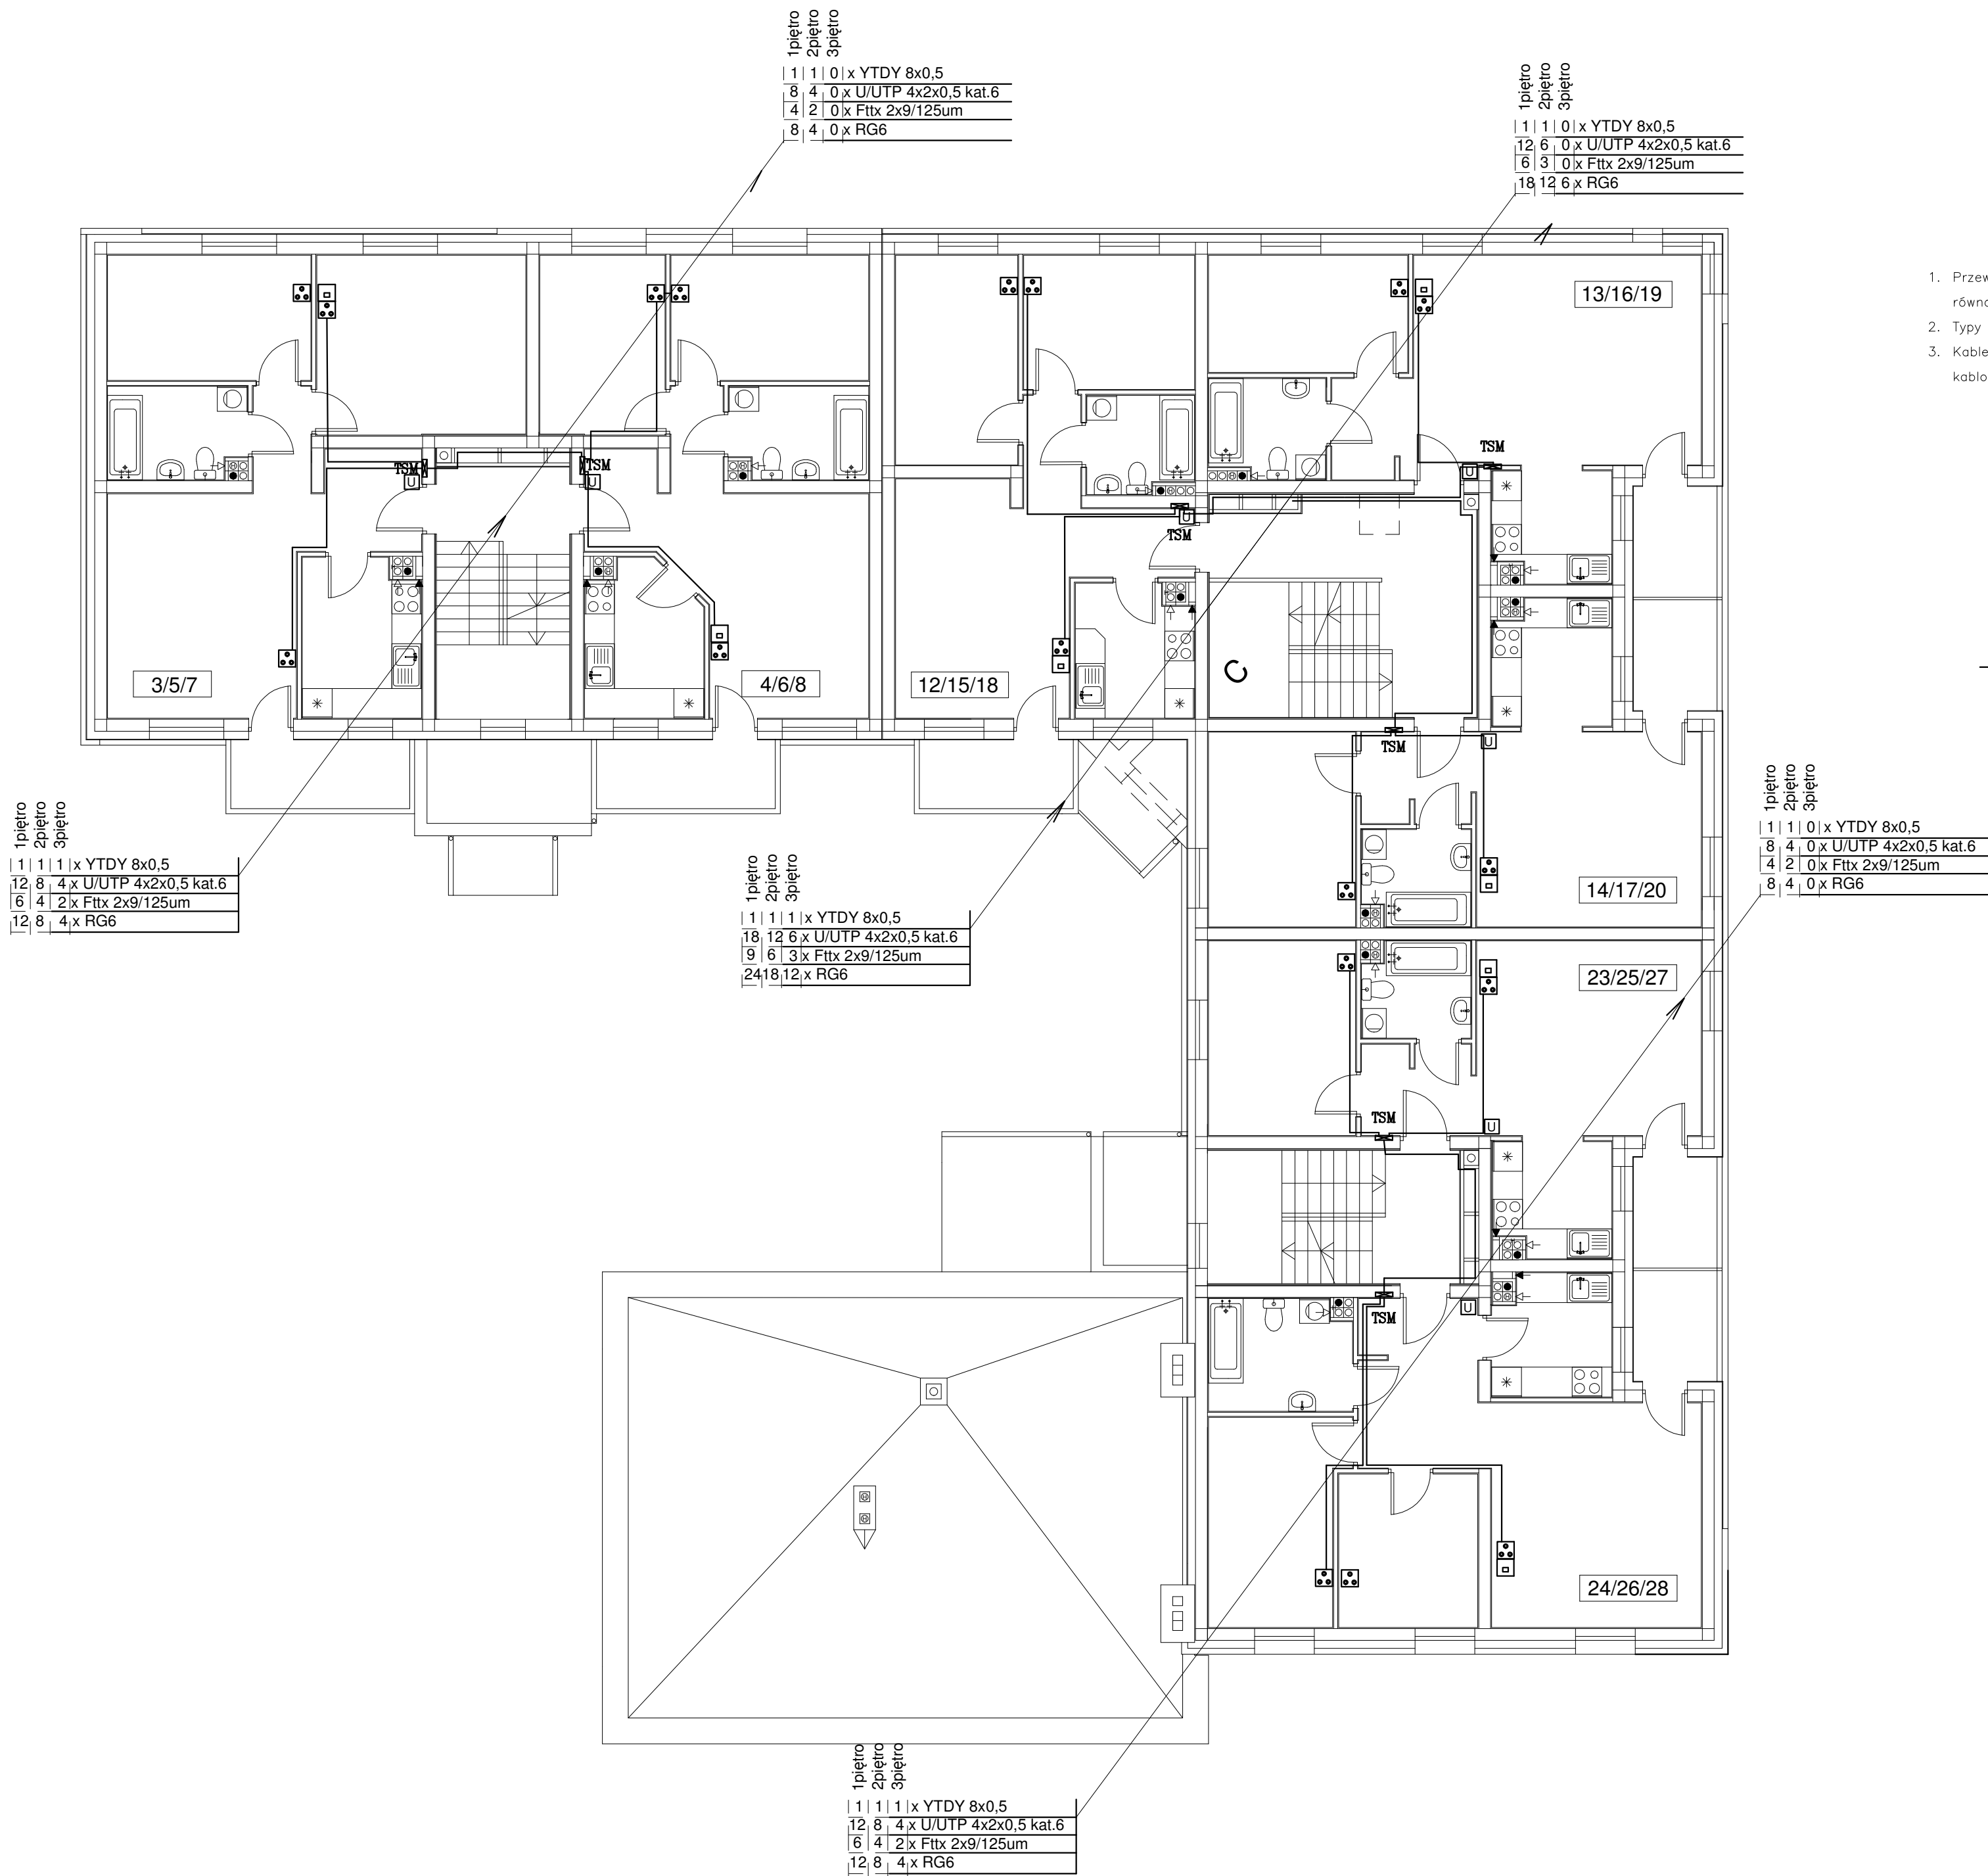 1piętro 2piętro 3piętro
1 1 0 x YTDY 8x0,5
8 4 0 x U/UTP 4x2x0,5 kat.6
4 2 0 x Fttx 2x9/125um
8 4 0 x RG6
1piętro 2piętro 3piętro
1 1 0 x YTDY 8x0,5
12 6 0 x U/UTP 4x2x0,5 kat.6
6 3 0 x Fttx 2x9/125um
18 12 6 x RG6
1. Przew
równo
2. Typy
3. Kable
kablo
13/16/19
TSM
U
TSM
U
TSM
U
U
TSM
C
3/5/7
4/6/8
12/15/18
TSM
U
1piętro 2piętro 3piętro
1 1 1 x YTDY 8x0,5
12 8 4 x U/UTP 4x2x0,5 kat.6
6 4 2 x Fttx 2x9/125um
12 8 4 x RG6
1piętro 2piętro 3piętro
1 1 1 x YTDY 8x0,5
18 12 6 x U/UTP 4x2x0,5 kat.6
9 6 3 x Fttx 2x9/125um
24 18 12 x RG6
1piętro 2piętro 3piętro
1 1 0 x YTDY 8x0,5
8 4 0 x U/UTP 4x2x0,5 kat.6
4 2 0 x Fttx 2x9/125um
8 4 0 x RG6
14/17/20
23/25/27
TSM
U
TSM
U
24/26/28
1piętro 2piętro 3piętro
1 1 1 x YTDY 8x0,5
12 8 4 x U/UTP 4x2x0,5 kat.6
6 4 2 x Fttx 2x9/125um
12 8 4 x RG6